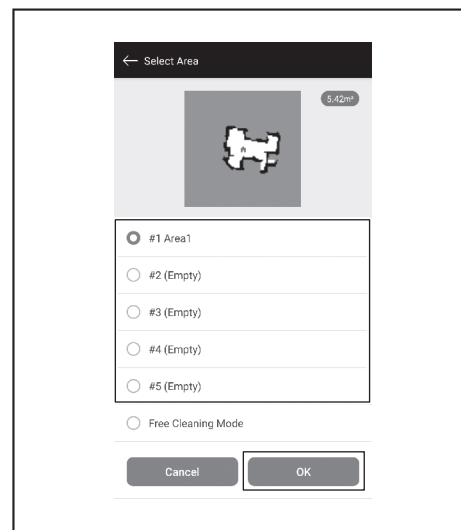 ← Select Area
5.42m²
#1 Area1
#2 (Empty)
#3 (Empty)
#4 (Empty)
#5 (Empty)
Free Cleaning Mode
Cancel OK